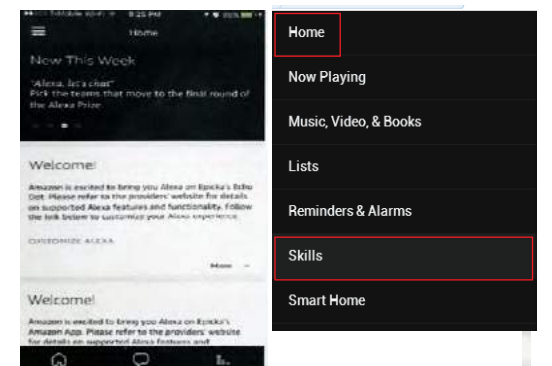 8:25 PM
Home
New This Week
"Alexa, let's chat"
Pick the teams that move to the final round of
the Alexa Prize
Welcome!
Amazon is excited to bring you Alexa on Epicka's Echo
Dot. Please refer to the providers' website for details
on supported Alexa features and functionality. Follow
the link below to customize your Alexa experience.
CUSTOMIZE ALEXA
More
Welcome!
Amazon is excited to bring you Alexa on Epicka's
Amazon App. Please refer to the providers' website
for details on supported Alexa features and
Home
Now Playing
Music, Video, & Books
Lists
Reminders & Alarms
Skills
Smart Home